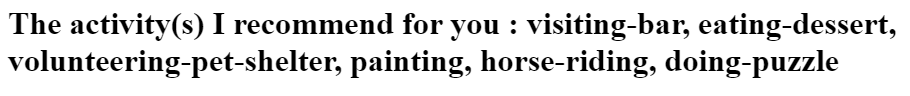 The activity(s) I recommend for you : visiting-bar, eating-dessert,
volunteering-pet-shelter, painting, horse-riding, doing-puzzle